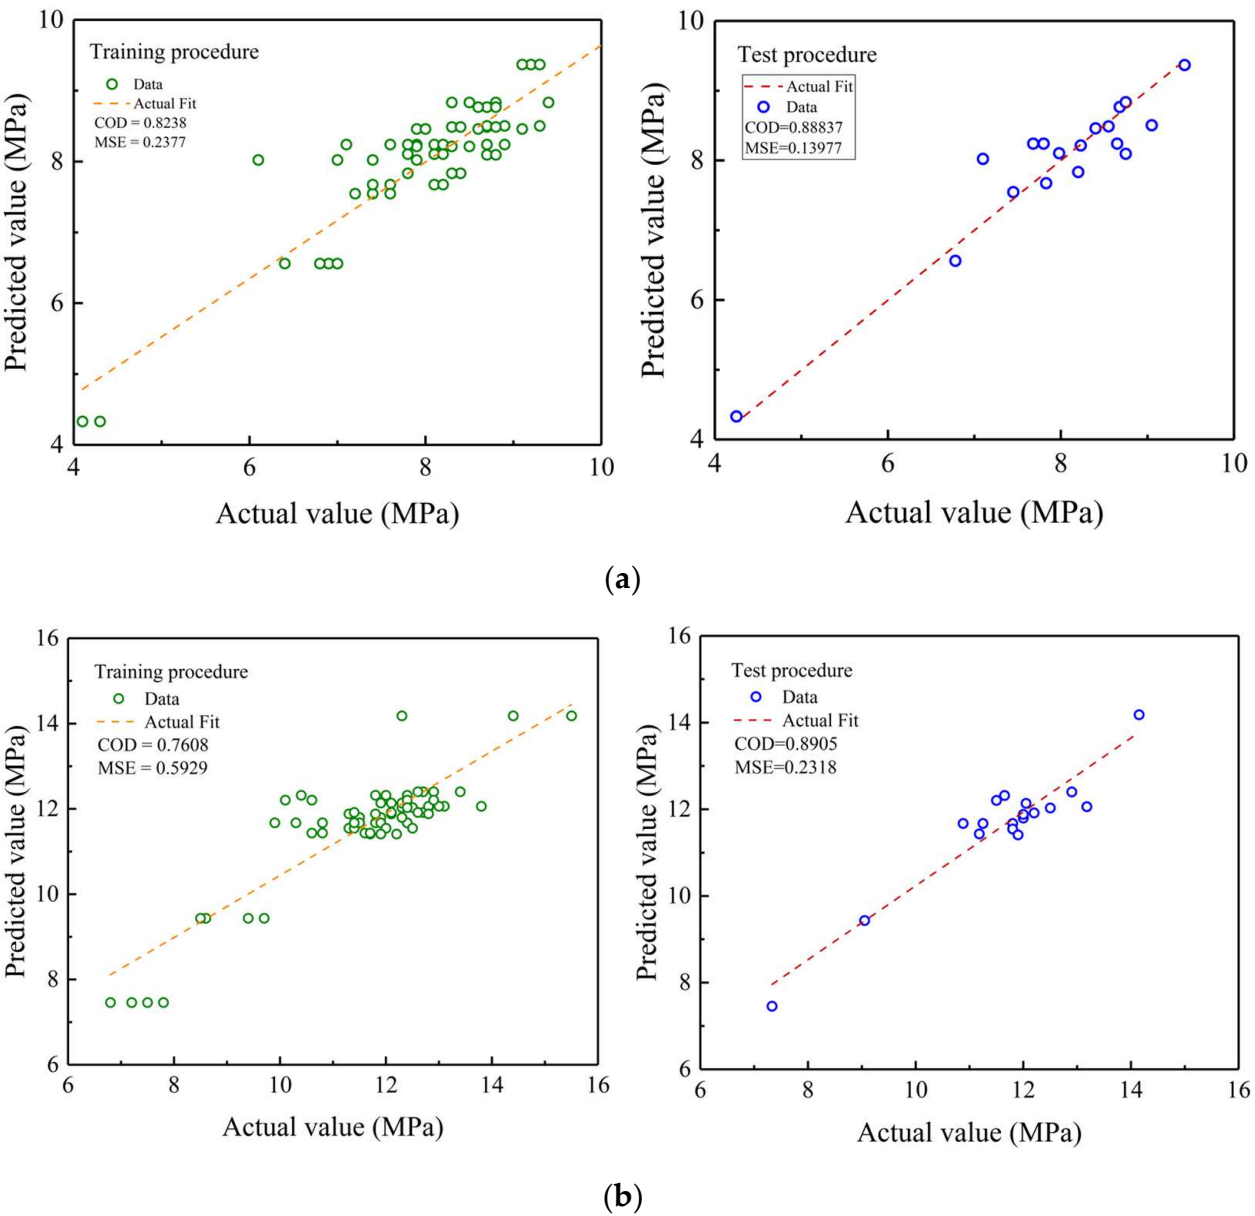 Training procedure
Data
Actual Fit
COD = 0.8238
MSE = 0.2377
Predicted value (MPa)
10
8
6
4
4 6 8 10
Actual value (MPa)
Test procedure
Actual Fit
Data
COD=0.88837
MSE=0.13977
Predicted value (MPa)
10
8
6
4
4 6 8 10
Actual value (MPa)
(a)
Training procedure
Data
Actual Fit
COD = 0.7608
MSE = 0.5929
Predicted value (MPa)
16
14
12
10
8
6
6 8 10 12 14 16
Actual value (MPa)
Test procedure
Data
Actual Fit
COD=0.8905
MSE=0.2318
Predicted value (MPa)
16
14
12
10
8
6
6 8 10 12 14 16
Actual value (MPa)
(b)